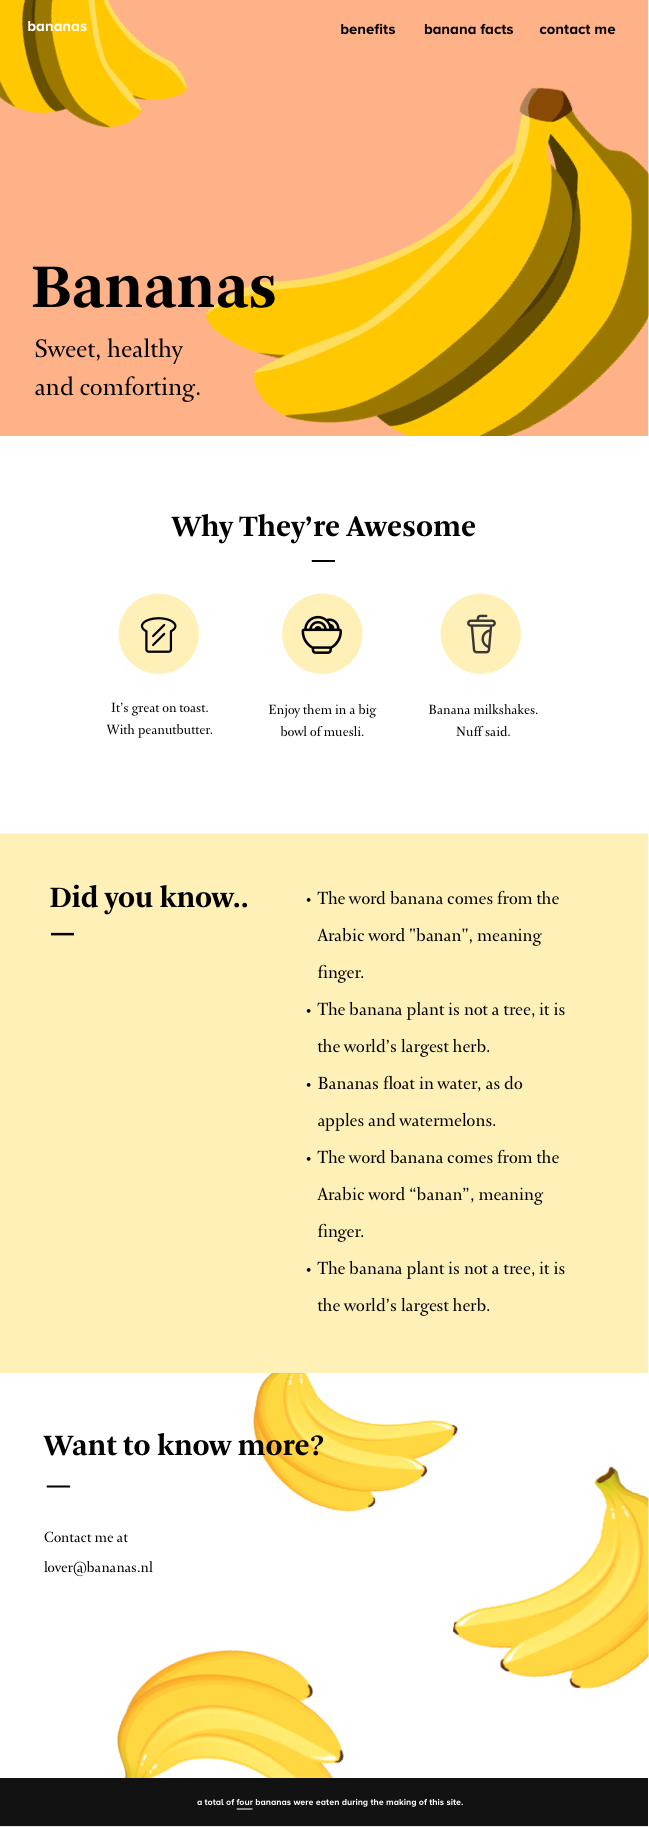 bananas
benefits banana facts contact me
Bananas
Sweet, healthy
and comforting.
Why They’re Awesome
It’s great on toast.
With peanutbutter.
Enjoy them in a big
bowl of muesli.
Banana milkshakes.
Nuff said.
Did you know..
• The word banana comes from the
Arabic word "banan", meaning
finger.
• The banana plant is not a tree, it is
the world’s largest herb.
• Bananas float in water, as do
apples and watermelons.
• The word banana comes from the
Arabic word “banan”, meaning
finger.
• The banana plant is not a tree, it is
the world’s largest herb.
Want to know more?
Contact me at
lover@bananas.nl
a total of four bananas were eaten during the making of this site.